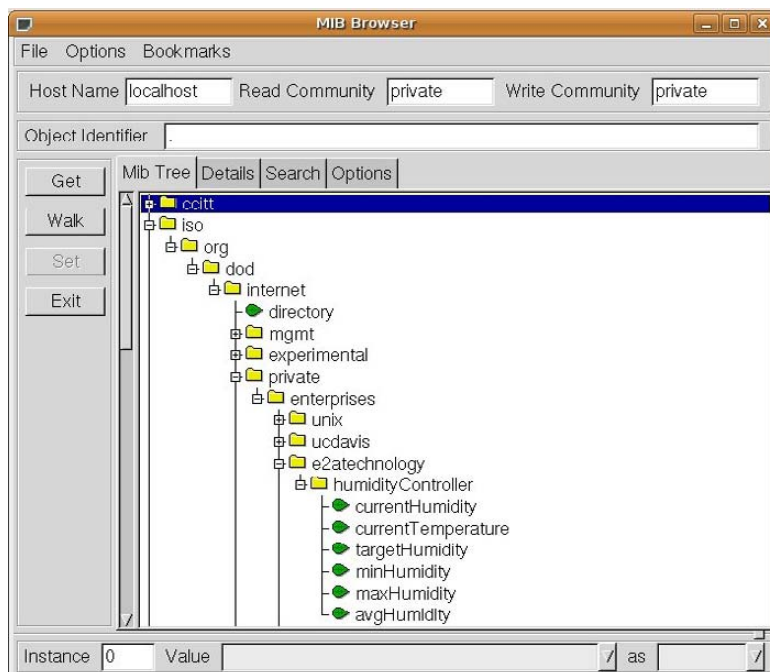 MIB Browser
File Options Bookmarks
Host Name localhost Read Community private Write Community private
Object Identifier .
Get
Walk
Set
Exit
Mib Tree Details Search Options
ccitt
iso
org
dod
internet
directory
mgmt
experimental
private
enterprises
unix
ucdavis
e2atechnology
humidityController
currentHumidity
currentTemperature
targetHumidity
minHumidity
maxHumidity
avgHumidity
Instance 0 Value as